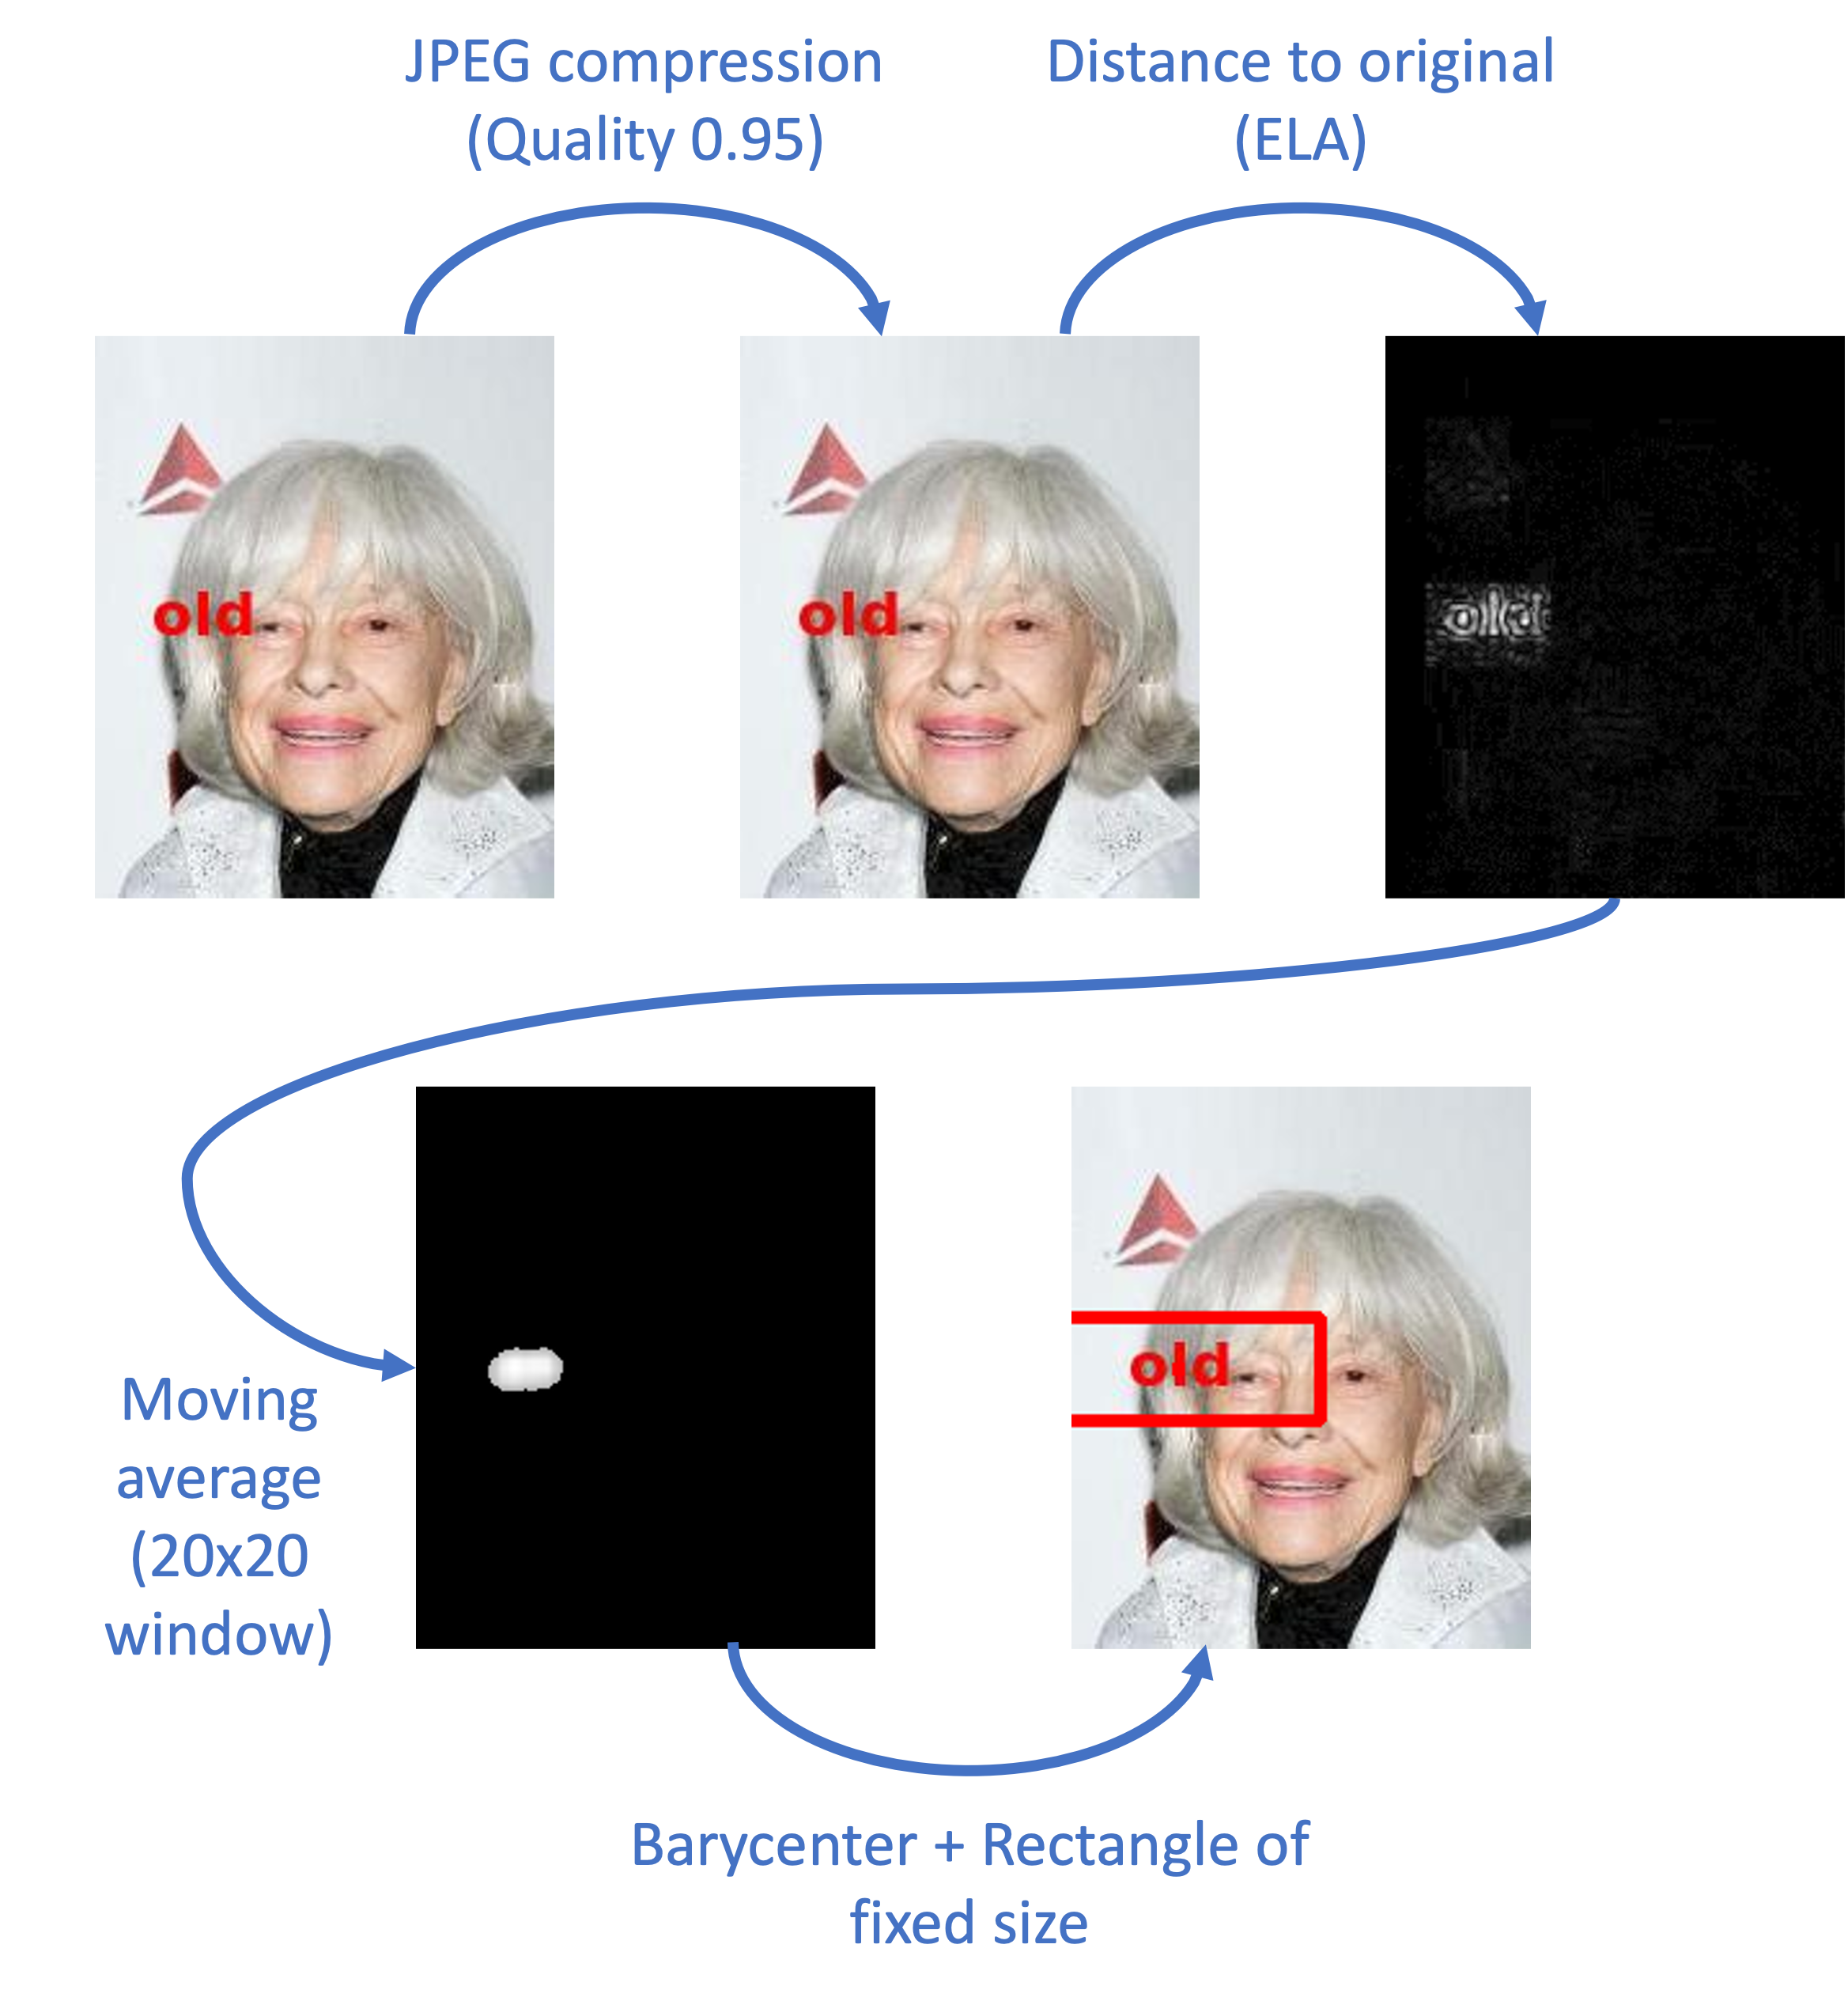 JPEG compression
(Quality 0.95)
Distance to original
(ELA)
old
old
old
Moving
average
(20x20
window)
old
Barycenter + Rectangle of
fixed size